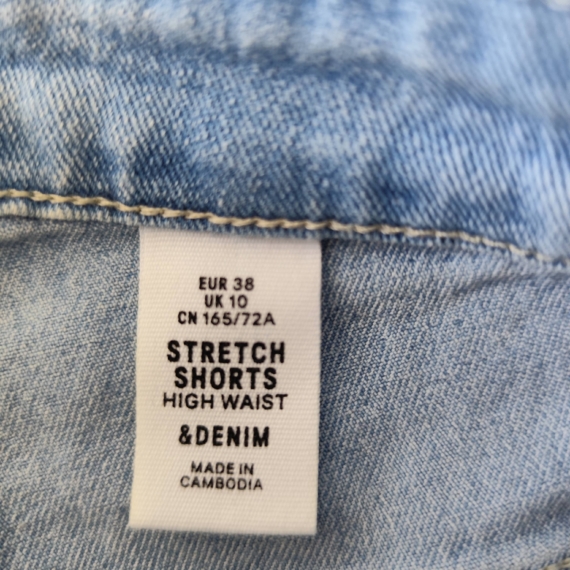 EUR 38
UK 10
CN 165/72A
STRETCH
SHORTS
HIGH WAIST
&DENIM
MADE IN
CAMBODIA